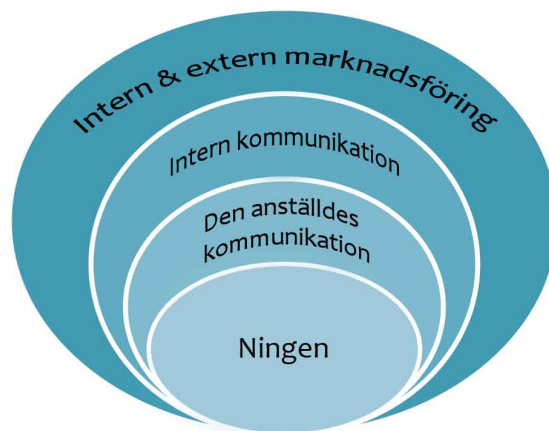 Intern & extern marknadsföring
Intern kommunikation
Den anställdes
kommunikation
Ningen